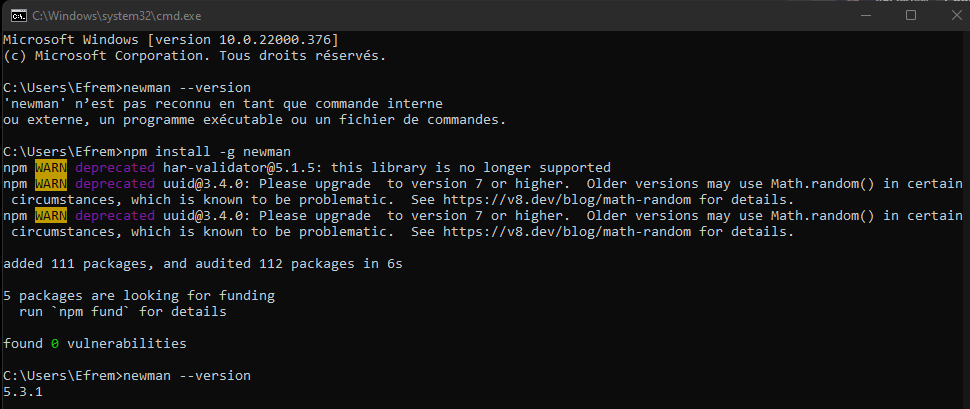 C:\Windows\system32\cmd.exe
Microsoft Windows [version 10.0.22000.376]
(c) Microsoft Corporation. Tous droits réservés.
C:\Users\Efrem>newman --version
'newman' n’est pas reconnu en tant que commande interne
ou externe, un programme exécutable ou un fichier de commandes.
C:\Users\Efrem>npm install -g newman
npm WARN deprecated har-validator@5.1.5: this library is no longer supported
npm WARN deprecated uuid@3.4.0: Please upgrade  to version 7 or higher.  Older versions may use Math.random() in certain
 circumstances, which is known to be problematic.  See https://v8.dev/blog/math-random for details.
npm WARN deprecated uuid@3.4.0: Please upgrade  to version 7 or higher.  Older versions may use Math.random() in certain
 circumstances, which is known to be problematic.  See https://v8.dev/blog/math-random for details.
added 111 packages, and audited 112 packages in 6s
5 packages are looking for funding
  run `npm fund` for details
found 0 vulnerabilities
C:\Users\Efrem>newman --version
5.3.1